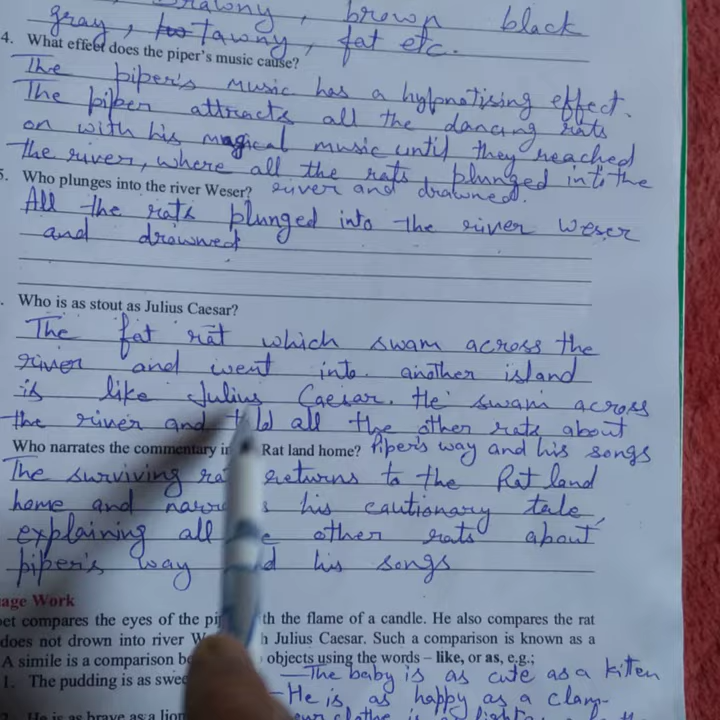 brawny, brown black
gray, tawny, fat etc.
4. What effect does the piper's music cause?
The piper's music has a hypnotising effect.
The piper attracts all the dancing rats
on with his magical music until they reached
the river, where all the rats plunged into the
5. Who plunges into the river Weser? river and drawned.
All the rats plunged into the river weser
and drowned
. Who is as stout as Julius Caesar?
The fat rat which swam across the
river and went into another island
is like Julius Caesar. He swam across
the river and told all the other rats about
Who narrates the commentary in Rat land home? Piper's way and his songs
The surviving rat returns to the Rat land
home and his cautionary tale,
explaining all other rats about
piper's way his songs
age Work
et compares the eyes of the pi th the flame of a candle. He also compares the rat
does not drown into river W h Julius Caesar. Such a comparison is known as a
A simile is a comparison be objects using the words – like, or as, e.g.;
1. The pudding is as swee — The baby is as cute as a kitten
- He is as happy as a clam-
He is as brave as a lion